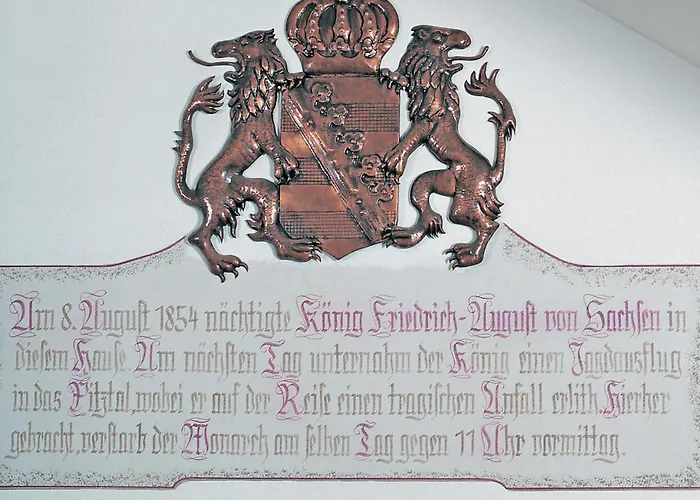 Am 8. August 1854 nächtigte König Friedrich-August von Sachsen in
diesem Hause. Am nächsten Tag unternahm der König einen Jagdausflug
in das Pitztal, wobei er auf der Reise einen tragischen Unfall erlitt. Hierher
gebracht, verstarb der Monarch am selben Tag gegen 11 Uhr vormittag.